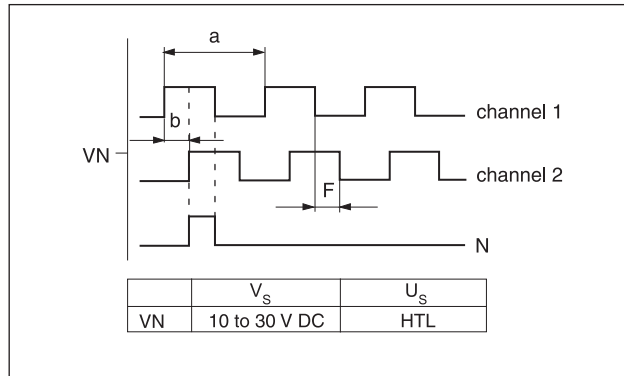 a
channel 1
b
VN
channel 2
F
N
V_S U_S
VN 10 to 30 V DC HTL